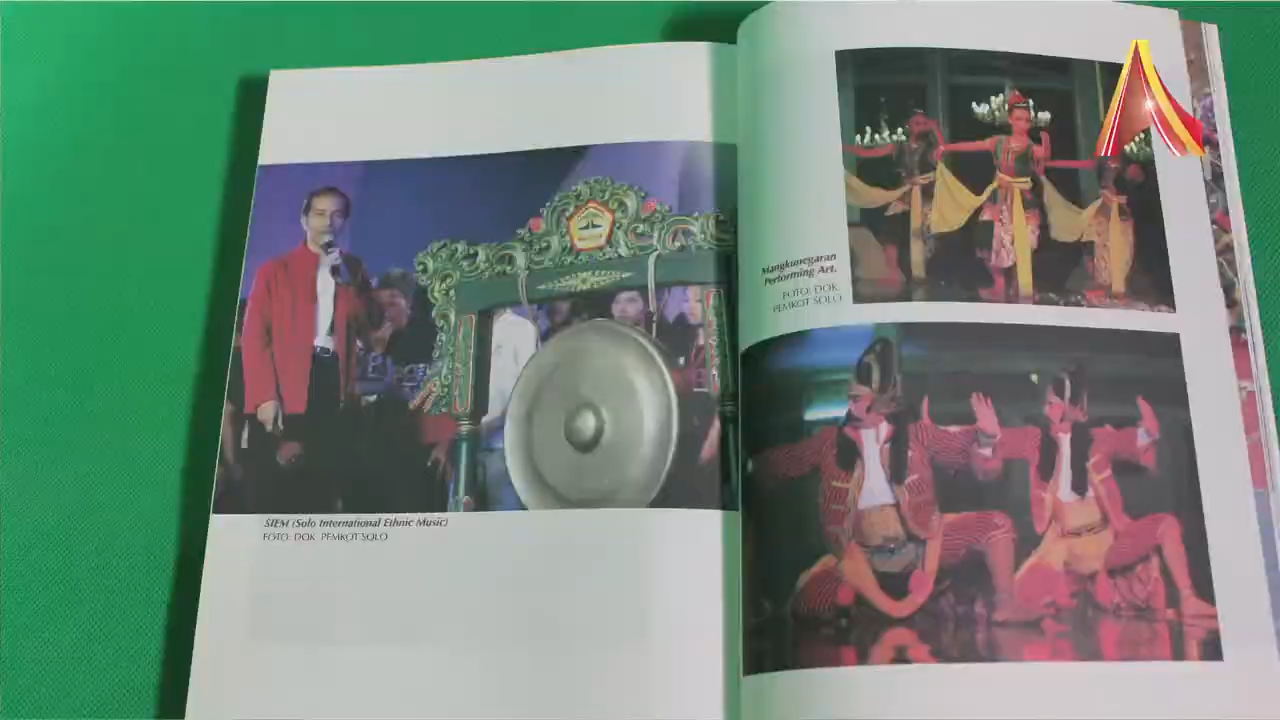 SIEM (Solo International Ethnic Music)
FOTO: DOK. PEMKOT SOLO
Mangkunegaran
Performing Art.
FOTO: DOK.
PEMKOT SOLO